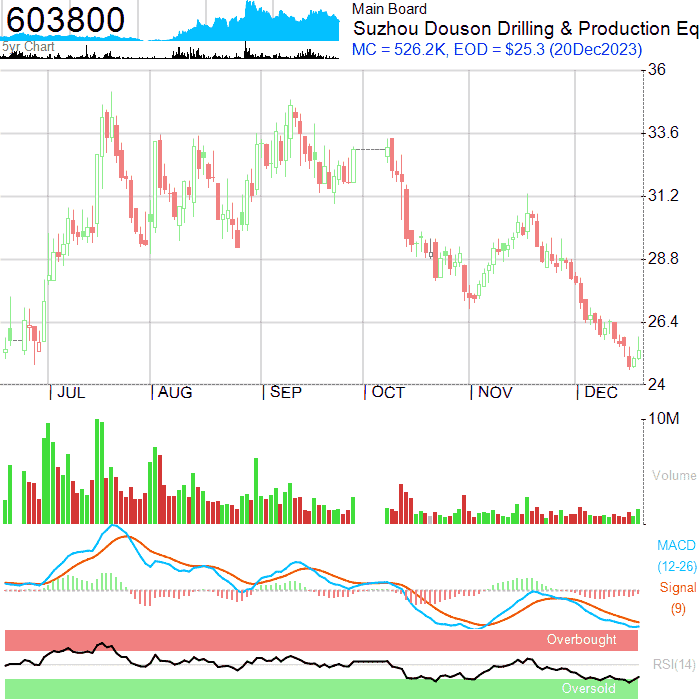 603800
5yr Chart
Main Board
Suzhou Douson Drilling & Production Eq
MC = 526.2K, EOD = $25.3 (20Dec2023)
36
33.6
31.2
28.8
26.4
24
JUL AUG SEP OCT NOV DEC
10M
Volume
MACD
(12-26)
Signal
(9)
Overbought
RSI(14)
Oversold